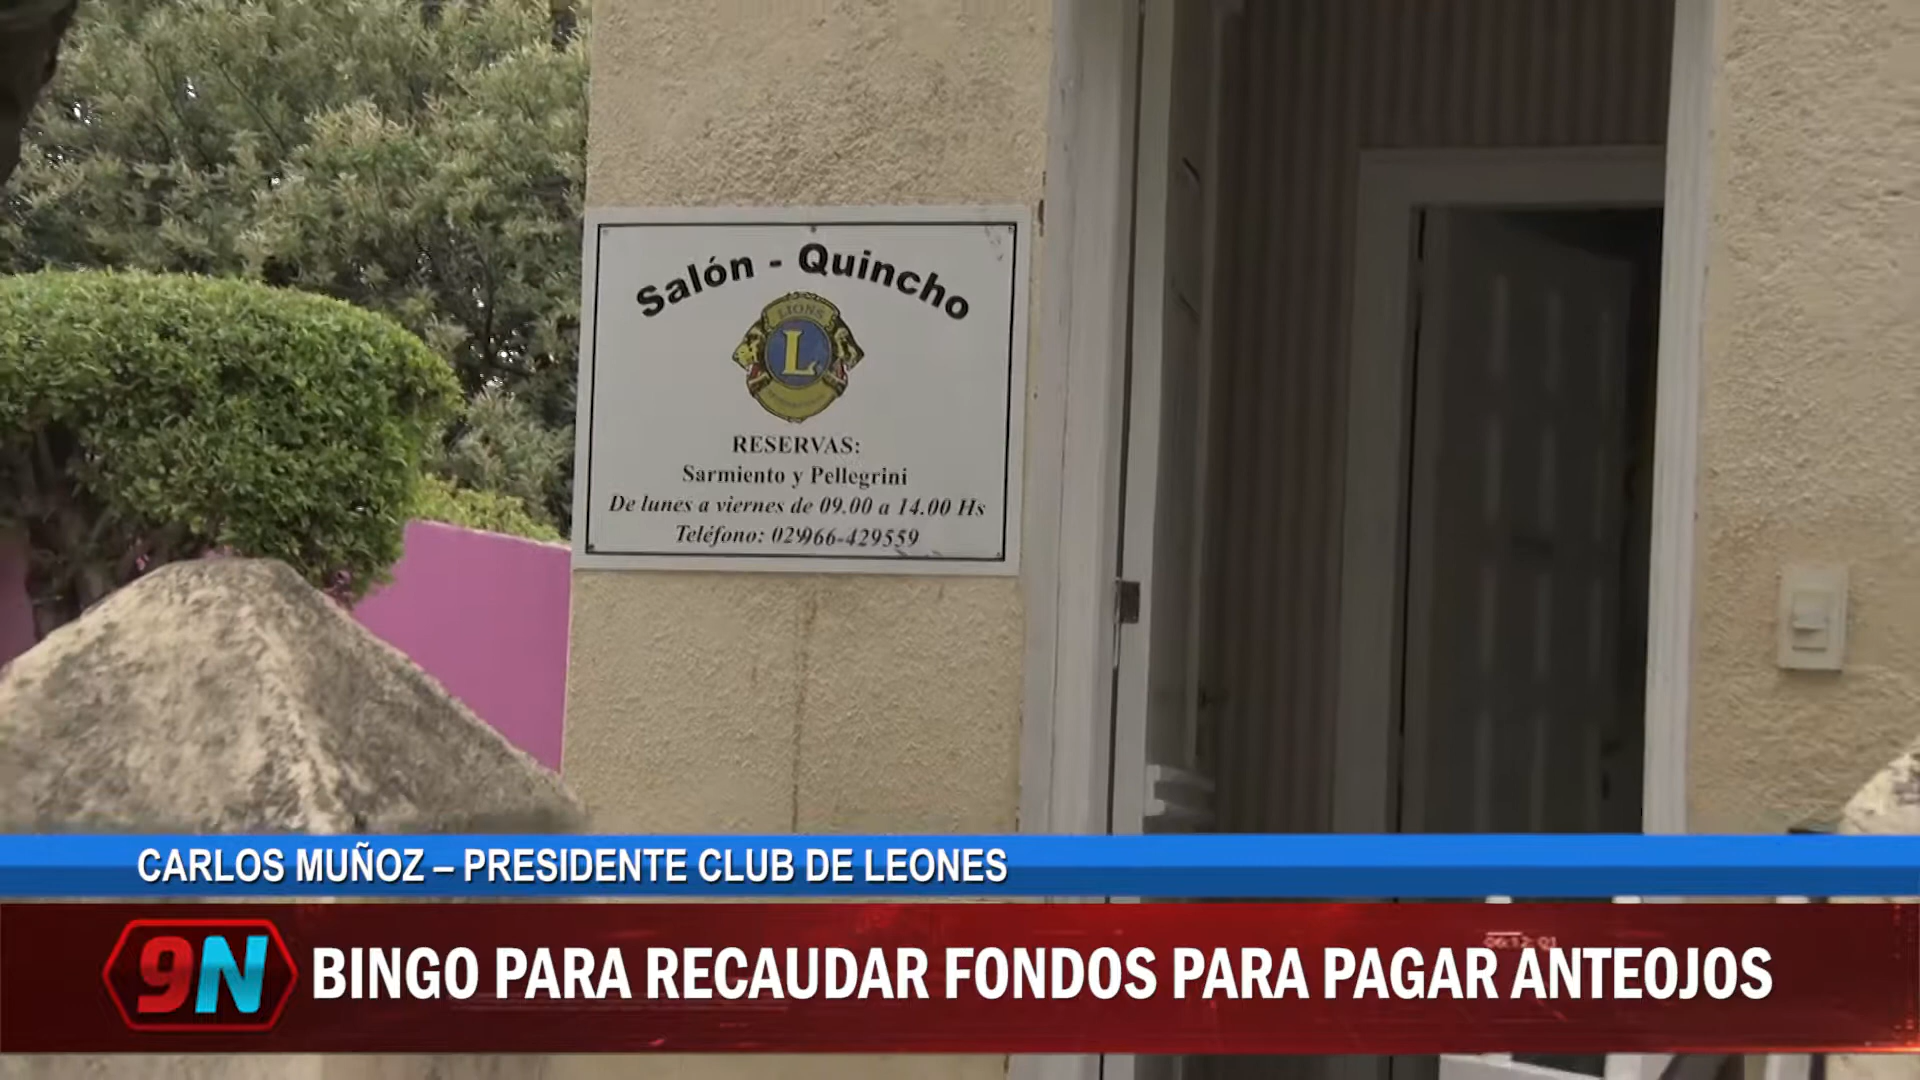 Salón - Quincho
LIONS
L
RESERVAS:
Sarmiento y Pellegrini
De lunes a viernes de 09.00 a 14.00 Hs
Teléfono: 02966-429559
CARLOS MUÑOZ – PRESIDENTE CLUB DE LEONES
9N
BINGO PARA RECAUDAR FONDOS PARA PAGAR ANTEOJOS